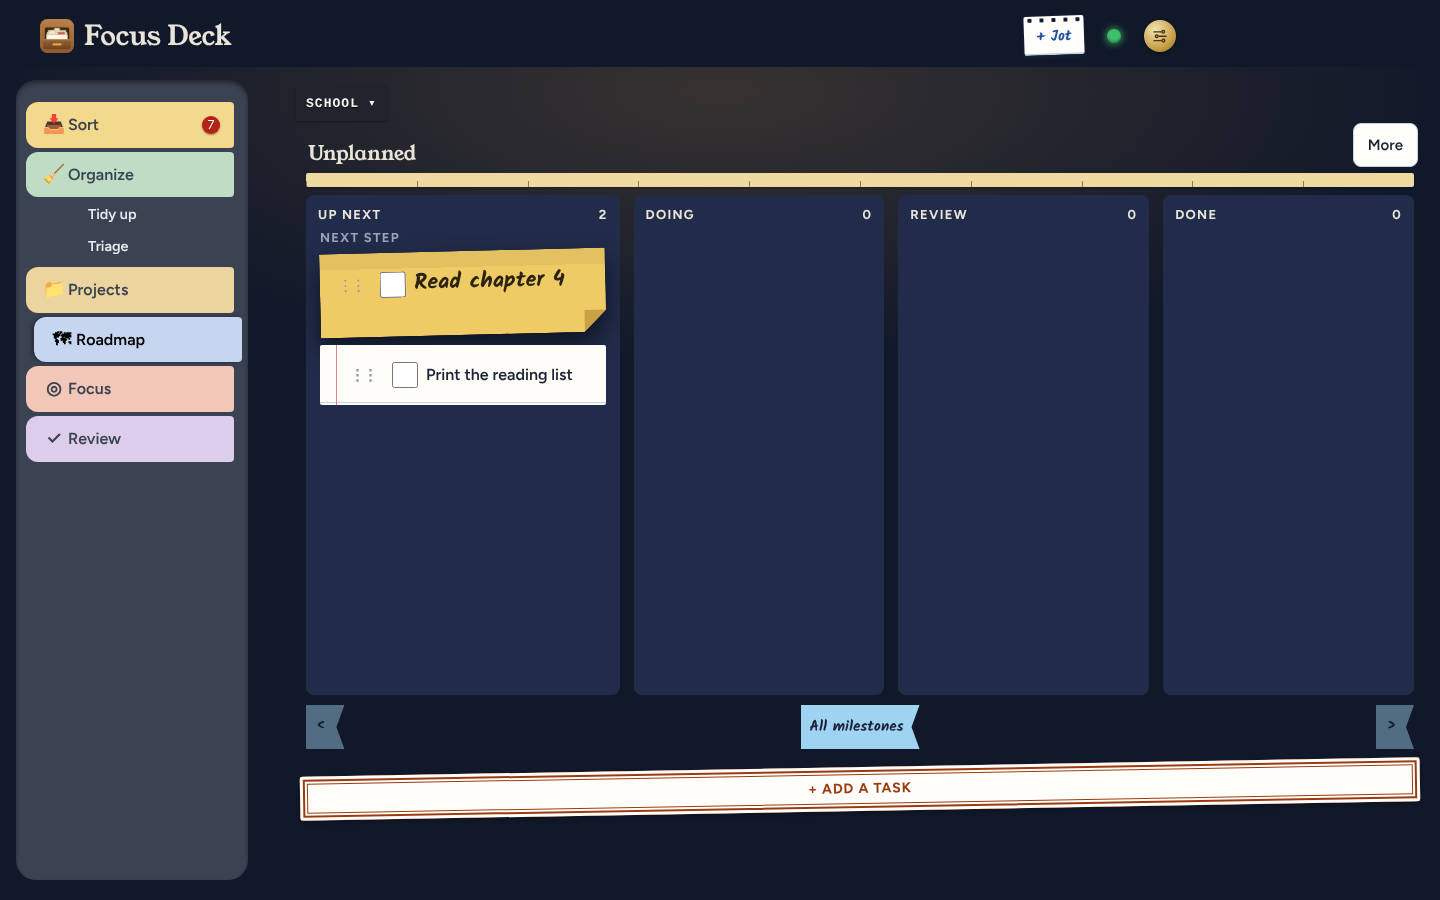 Focus Deck
+ Jot
Sort 7
Organize
Tidy up
Triage
Projects
Roadmap
Focus
Review
SCHOOL ▾
Unplanned
More
UP NEXT 2
NEXT STEP
Read chapter 4
Print the reading list
DOING 0
REVIEW 0
DONE 0
<
All milestones
>
+ ADD A TASK